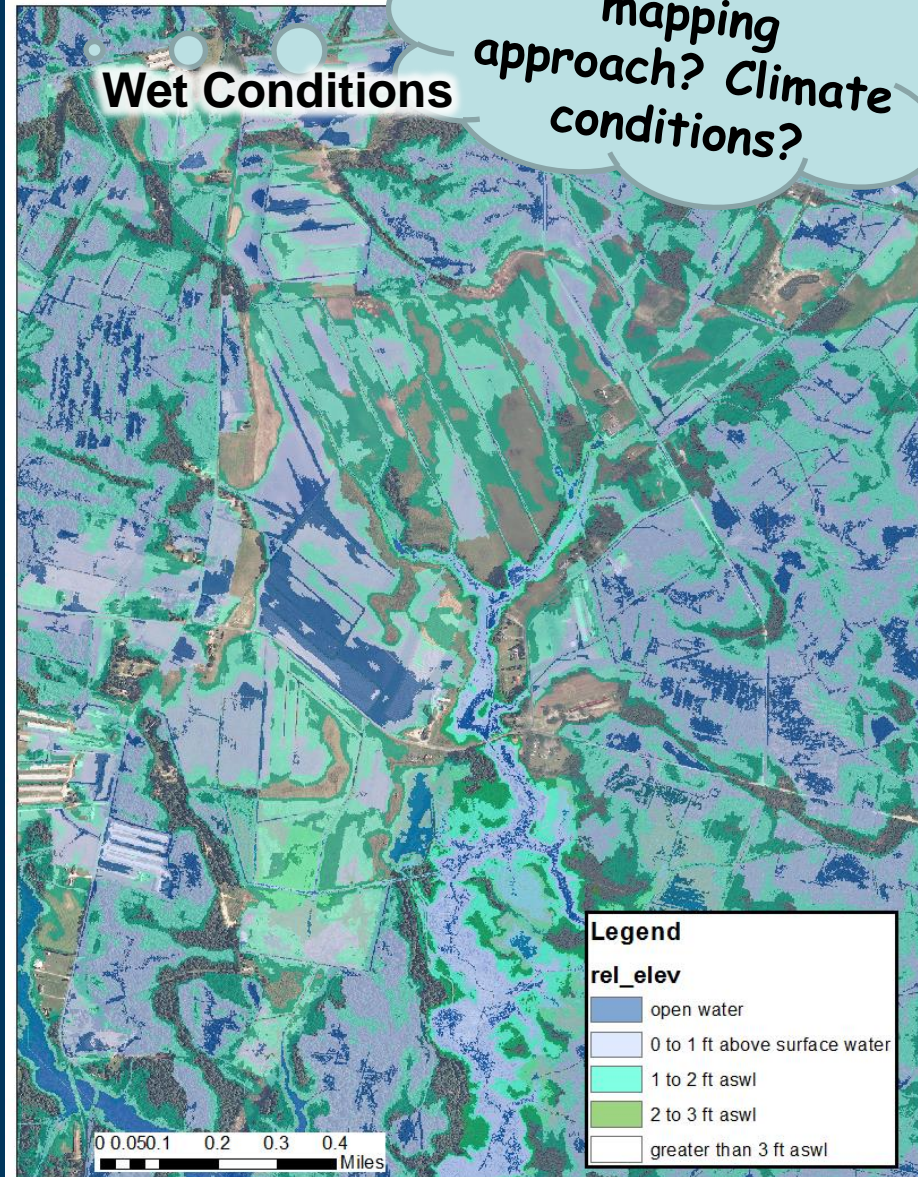 mapping
approach? Climate
conditions?
Wet Conditions
Legend
rel_elev
open water
0 to 1 ft above surface water
1 to 2 ft aswl
2 to 3 ft aswl
greater than 3 ft aswl
0 0.050.1 0.2 0.3 0.4
Miles